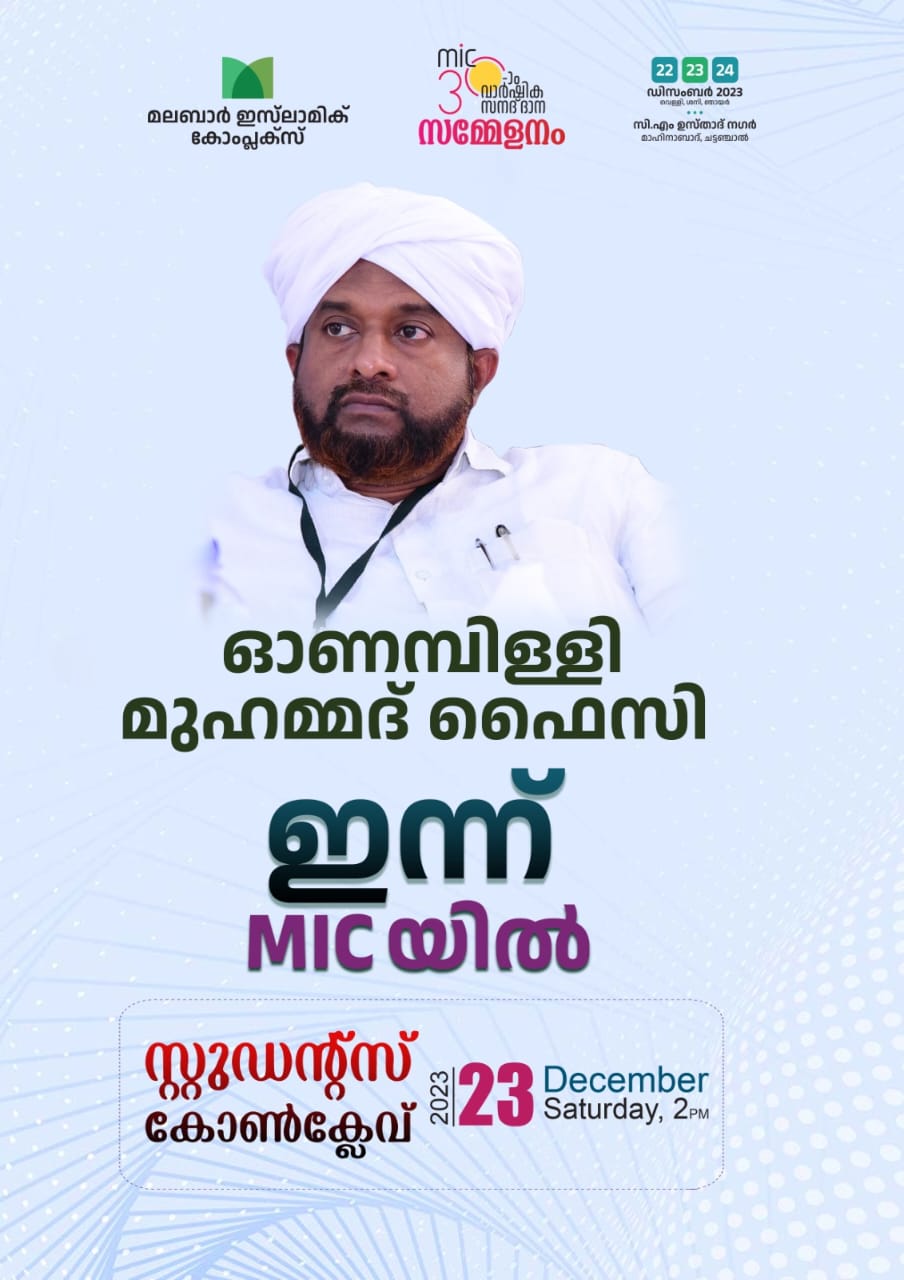 മലബാർ ഇസ്‌ലാമിക്
കോംപ്ലക്സ്
mic
30-ാം
വാർഷിക
സനദ് ദാന
സമ്മേളനം
22 23 24
ഡിസംബർ 2023
വെള്ളി, ശനി, ഞായർ
സി.എം ഉസ്താദ് നഗർ
മാഹിനാബാദ്, ചട്ടഞ്ചാൽ
ഓണമ്പിള്ളി
മുഹമ്മദ് ഫൈസി
ഇന്ന്
MIC യിൽ
സ്റ്റുഡന്റ്സ്
കോൺക്ലേവ്
2023
23
December
Saturday, 2PM